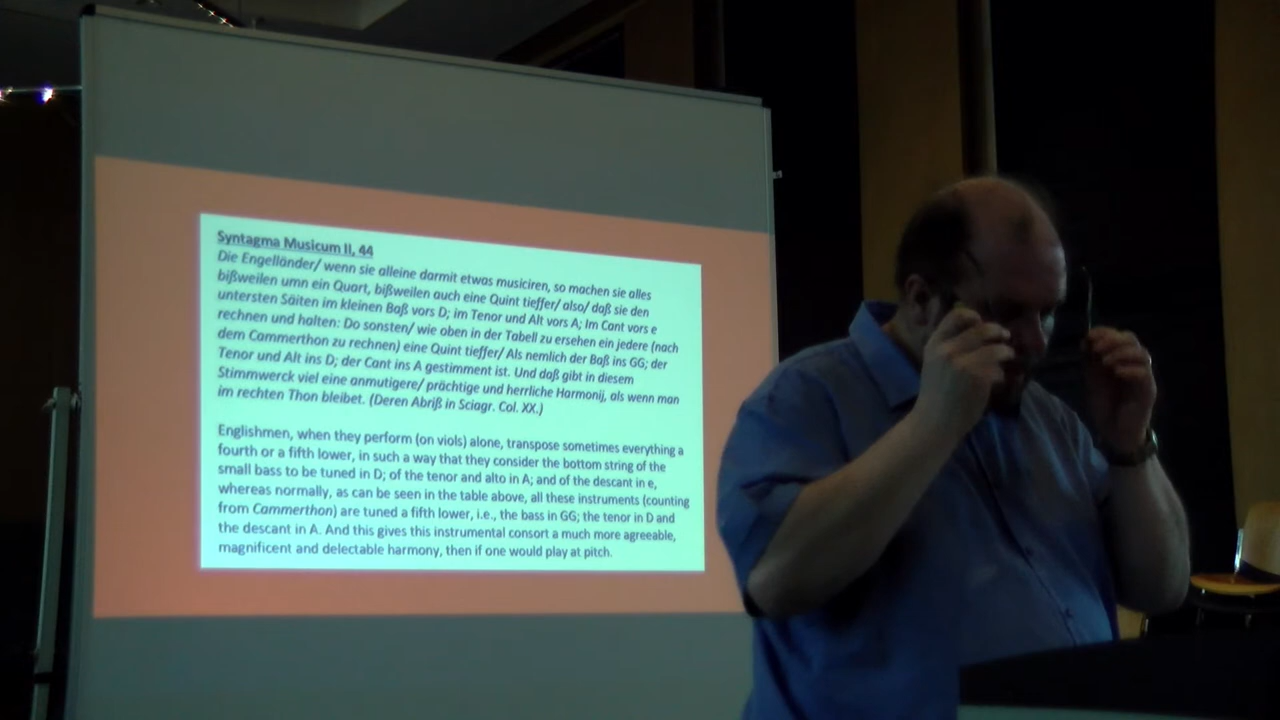 Syntagma Musicum II, 44
Die Engelländer/ wenn sie alleine darmit etwas musiciren, so machen sie alles
bißweilen umn ein Quart, bißweilen auch eine Quint tieffer/ also/ daß sie den
untersten Säiten im kleinen Baß vors D; im Tenor und Alt vors A; Im Cant vors e
rechnen und halten: Do sonsten/ wie oben in der Tabell zu ersehen ein jedere (nach
dem Cammerthon zu rechnen) eine Quint tieffer/ Als nemlich der Baß ins GG; der
Tenor und Alt ins D; der Cant ins A gestimment ist. Und daß gibt in diesem
Stimmwerck viel eine anmutigere/ prächtige und herrliche Harmonij, als wenn man
im rechten Thon bleibet. (Deren Abriß in Sciagr. Col. XX.)
Englishmen, when they perform (on viols) alone, transpose sometimes everything a
fourth or a fifth lower, in such a way that they consider the bottom string of the
small bass to be tuned in D; of the tenor and alto in A; and of the descant in e,
whereas normally, as can be seen in the table above, all these instruments (counting
from Cammerthon) are tuned a fifth lower, i.e., the bass in GG; the tenor in D and
the descant in A. And this gives this instrumental consort a much more agreeable,
magnificent and delectable harmony, then if one would play at pitch.